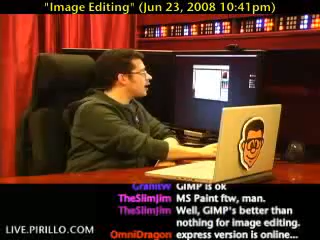 "Image Editing" (Jun 23, 2008 10:41pm)
GranitW GIMP is ok
TheSlimJim MS Paint ftw, man.
TheSlimJim Well, GIMP's better than
nothing for image editing.
OmniDragon express version is online...
LIVE.PIRILLO.COM